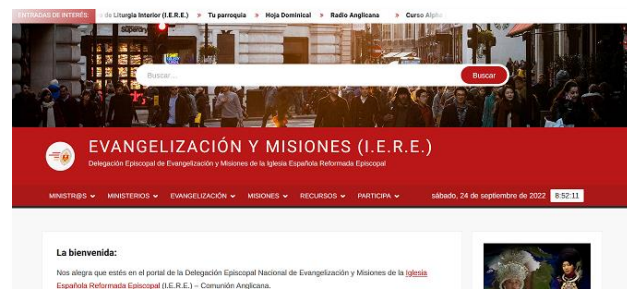 ENTRADAS DE INTERÉS:
de Liturgia Interior (I.E.R.E.) » Tu parroquia » Hoja Dominical » Radio Anglicana » Curso Alpha
Buscar...
Buscar
EVANGELIZACIÓN Y MISIONES (I.E.R.E.)
Delegación Episcopal de Evangelización y Misiones de la Iglesia Española Reformada Episcopal
MINISTR@S MINISTERIOS EVANGELIZACIÓN MISIONES RECURSOS PARTICIPA sábado, 24 de septiembre de 2022 8:52:11
La bienvenida:
Nos alegra que estés en el portal de la Delegación Episcopal Nacional de Evangelización y Misiones de la Iglesia
Española Reformada Episcopal (I.E.R.E.) – Comunión Anglicana.